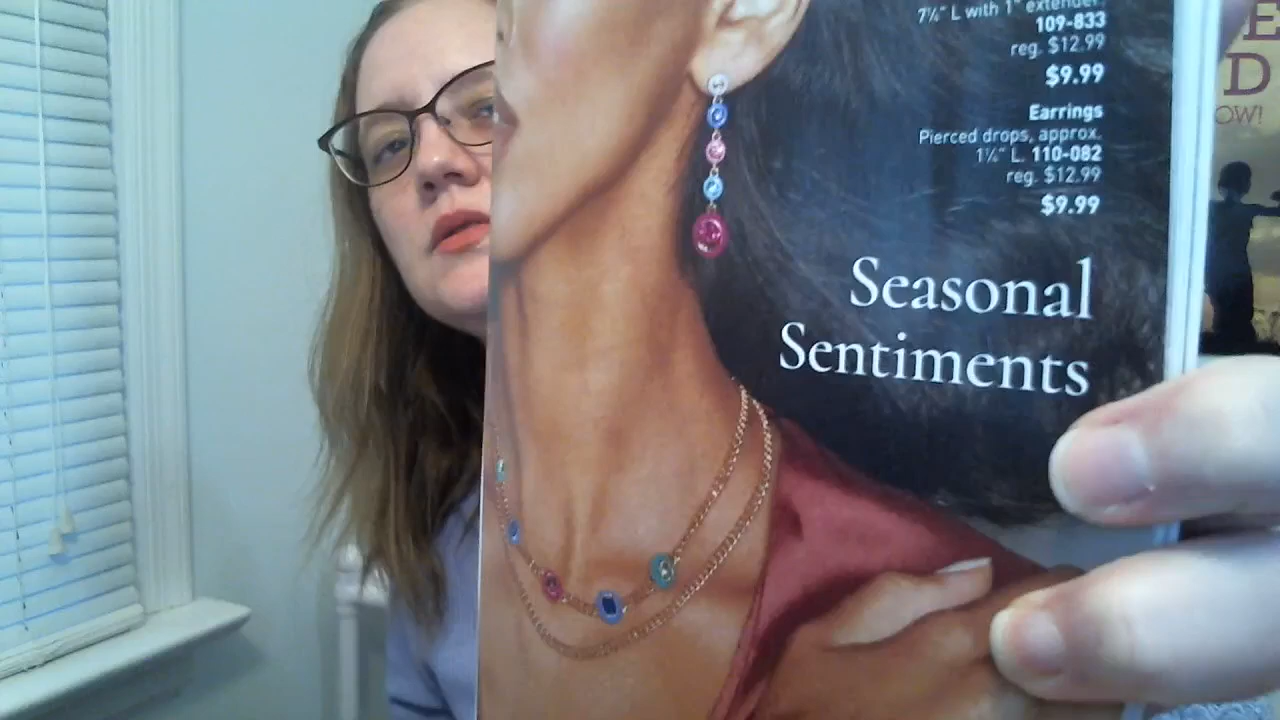 7¼" L with 1" extender.
109-833
reg. $12.99
$9.99
Earrings
Pierced drops, approx.
1¼" L. 110-082
reg. $12.99
$9.99
Seasonal
Sentiments
E
D
OW!